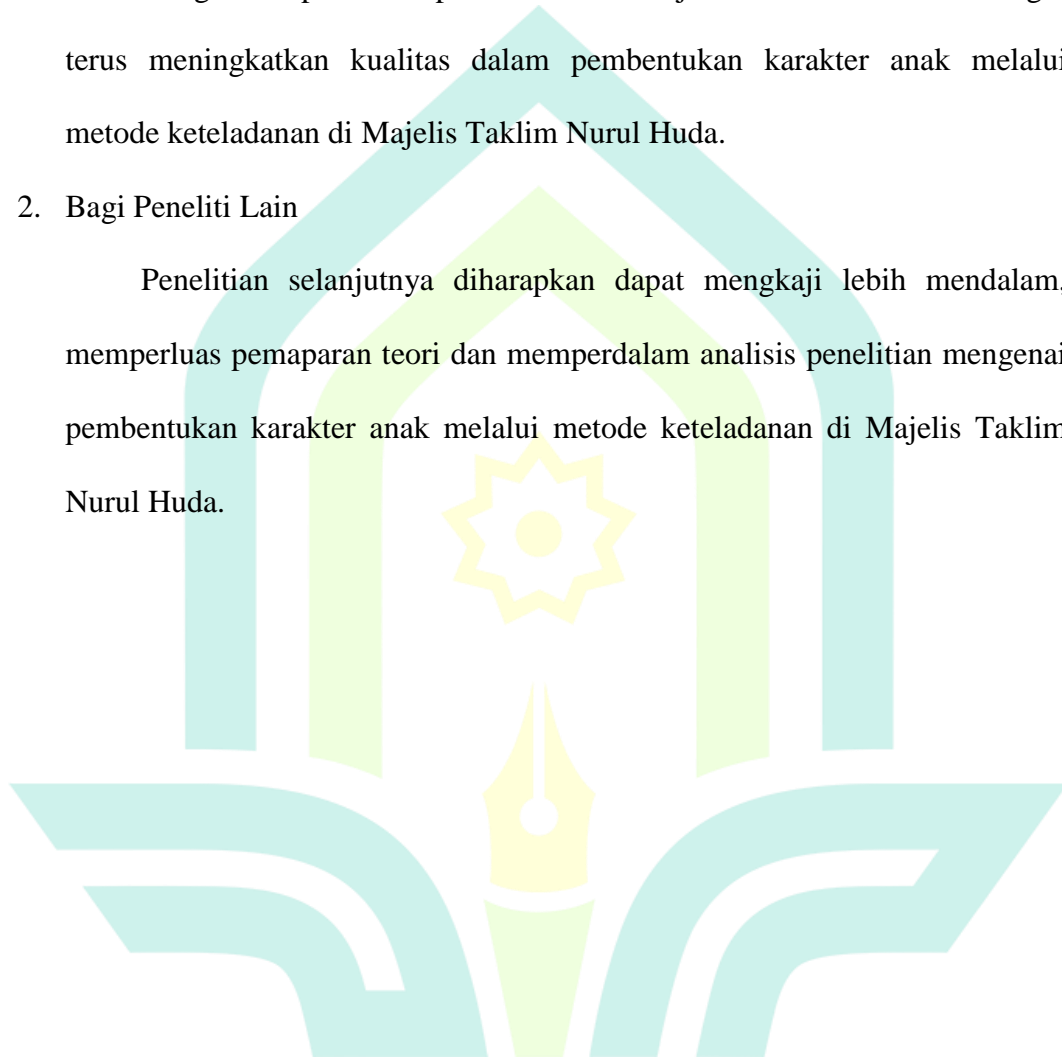 terus meningkatkan kualitas dalam pembentukan karakter anak melalui
metode keteladanan di Majelis Taklim Nurul Huda.
2. Bagi Peneliti Lain
Penelitian selanjutnya diharapkan dapat mengkaji lebih mendalam,
memperluas pemaparan teori dan memperdalam analisis penelitian mengenai
pembentukan karakter anak melalui metode keteladanan di Majelis Taklim
Nurul Huda.